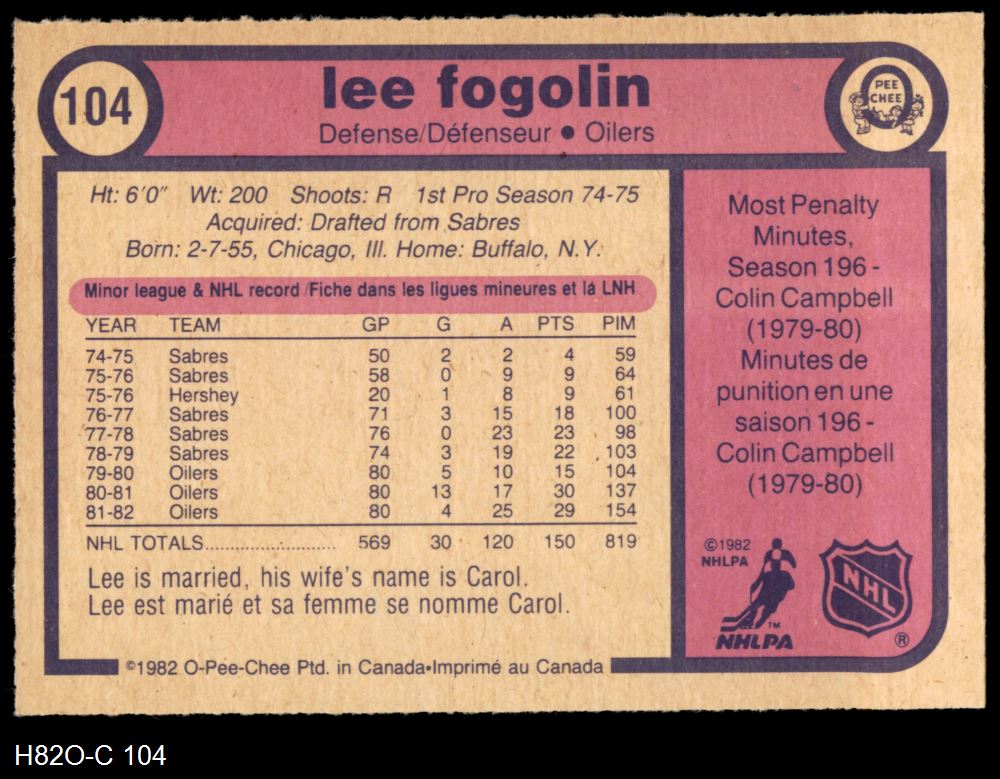 104
lee fogolin
Defense/Défenseur • Oilers
PEE
CHEE
Ht: 6'0" Wt: 200 Shoots: R 1st Pro Season 74-75
Acquired: Drafted from Sabres
Born: 2-7-55, Chicago, Ill. Home: Buffalo, N.Y.
Minor league & NHL record/Fiche dans les ligues mineures et la LNH
YEAR TEAM GP G A PTS PIM
74-75 Sabres 50 2 2 4 59
75-76 Sabres 58 0 9 9 64
75-76 Hershey 20 1 8 9 61
76-77 Sabres 71 3 15 18 100
77-78 Sabres 76 0 23 23 98
78-79 Sabres 74 3 19 22 103
79-80 Oilers 80 5 10 15 104
80-81 Oilers 80 13 17 30 137
81-82 Oilers 80 4 25 29 154
NHL TOTALS........................ 569 30 120 150 819
Lee is married, his wife's name is Carol.
Lee est marié et sa femme se nomme Carol.
©1982 O-Pee-Chee Ptd. in Canada•Imprimé au Canada
Most Penalty
Minutes,
Season 196 -
Colin Campbell
(1979-80)
Minutes de
punition en une
saison 196 -
Colin Campbell
(1979-80)
©1982
NHLPA
TM
NHLPA
NHL
®
H82O-C 104